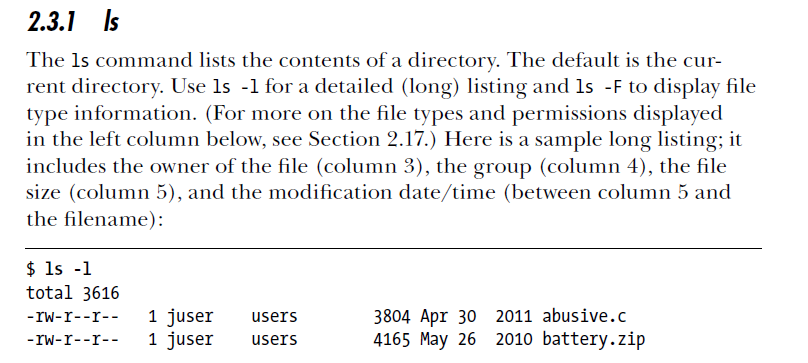 2.3.1 ls
The ls command lists the contents of a directory. The default is the cur-
rent directory. Use ls -l for a detailed (long) listing and ls -F to display file
type information. (For more on the file types and permissions displayed
in the left column below, see Section 2.17.) Here is a sample long listing; it
includes the owner of the file (column 3), the group (column 4), the file
size (column 5), and the modification date/time (between column 5 and
the filename):
$ ls -l
total 3616
-rw-r--r-- 1 juser users 3804 Apr 30 2011 abusive.c
-rw-r--r-- 1 juser users 4165 May 26 2010 battery.zip